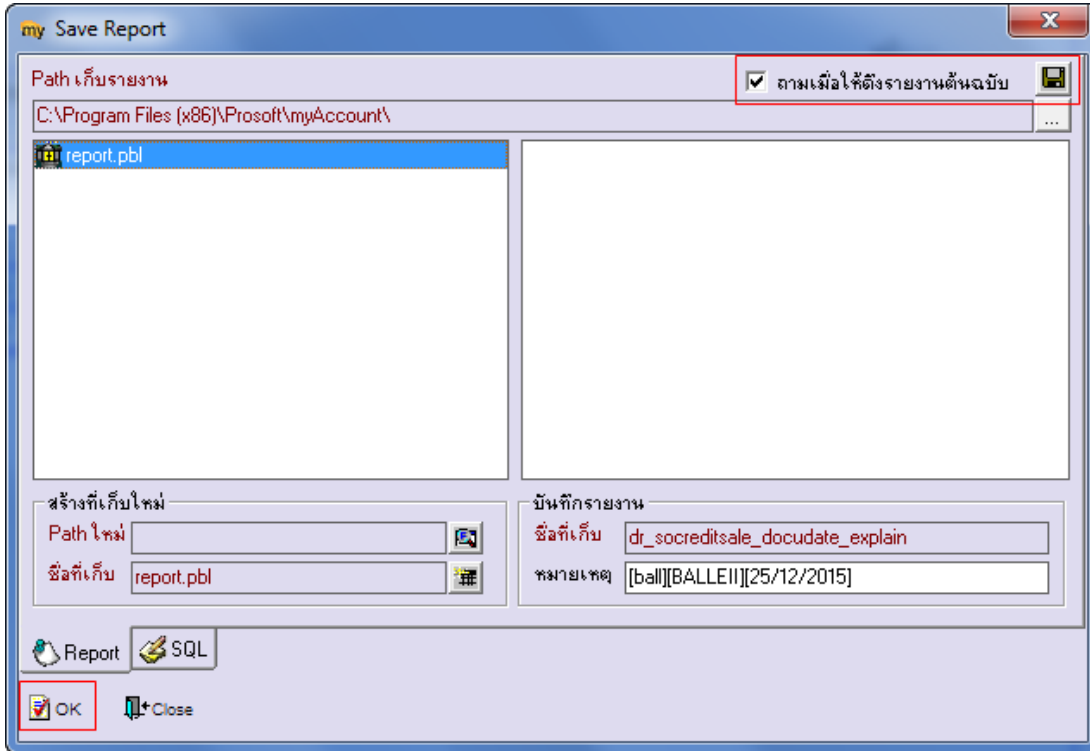 my Save Report
Path เก็บรายงาน
ถามเมื่อให้ดึงรายงานต้นฉบับ
C:\Program Files (x86)\Prosoft\myAccount\
...
report.pbl
สร้างที่เก็บใหม่
Path ใหม่
ชื่อที่เก็บ report.pbl
บันทึกรายงาน
ชื่อที่เก็บ dr_socreditsale_docudate_explain
หมายเหตุ [ball][BALLEII][25/12/2015]
Report SQL
OK Close